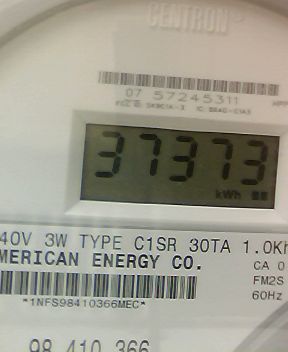 CENTRON
07 57245311
37373
kWh
40V 3W TYPE C1SR 30TA 1.0Kh
MERICAN ENERGY CO.
CA 0
FM2S
60Hz
*1NFS98410366MEC*
98 410 366